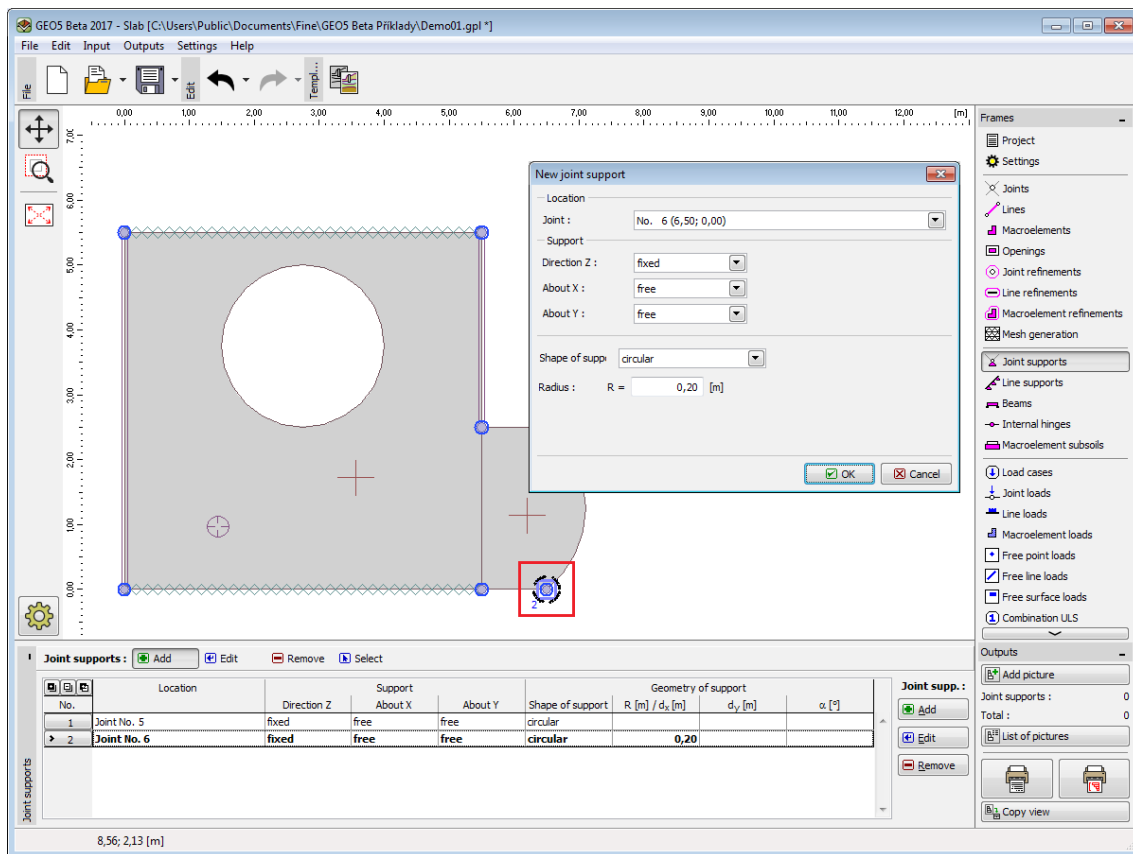 GEO5 Beta 2017 - Slab [C:\Users\Public\Documents\Fine\GEO5 Beta Příklady\Demo01.gpl *]
File Edit Input Outputs Settings Help
File
Edit
Templ...
0,00 1,00 2,00 3,00 4,00 5,00 6,00 7,00 8,00 9,00 10,00 11,00 12,00 [m]
7,0
6,00
5,00
4,00
3,00
2,00
1,00
0,00
2
New joint support
Location
Joint : No. 6 (6,50; 0,00)
Support
Direction Z : fixed
About X : free
About Y : free
Shape of suppo circular
Radius : R = 0,20 [m]
OK Cancel
Frames
Project
Settings
Joints
Lines
Macroelements
Openings
Joint refinements
Line refinements
Macroelement refinements
Mesh generation
Joint supports
Line supports
Beams
Internal hinges
Macroelement subsoils
Load cases
Joint loads
Line loads
Macroelement loads
Free point loads
Free line loads
Free surface loads
Combination ULS
Outputs
Add picture
Joint supports : 0
Total : 0
List of pictures
Copy view
Joint supports
Joint supports : Add Edit Remove Select
No. Location Support Geometry of support
Direction Z About X About Y Shape of support R [m] / dx [m] dy [m] α [°]
1 Joint No. 5 fixed free free circular
2 Joint No. 6 fixed free free circular 0,20
Joint supp. :
Add
Edit
Remove
8,56; 2,13 [m]